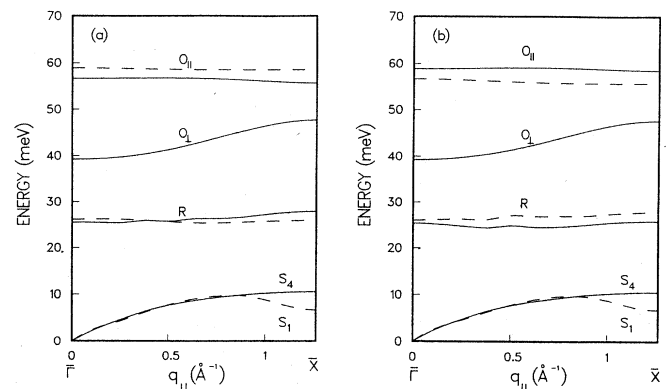 (a)
70
60
50
40
30
20
10
0
ENERGY (meV)
O||
O⊥
R
S4
S1
0
0.5
1
Γ̄
q|| (Å⁻¹)
X̄
(b)
70
60
50
40
30
20
10
0
ENERGY (meV)
O||
O⊥
R
S4
S1
0
0.5
1
Γ̄
q|| (Å⁻¹)
X̄